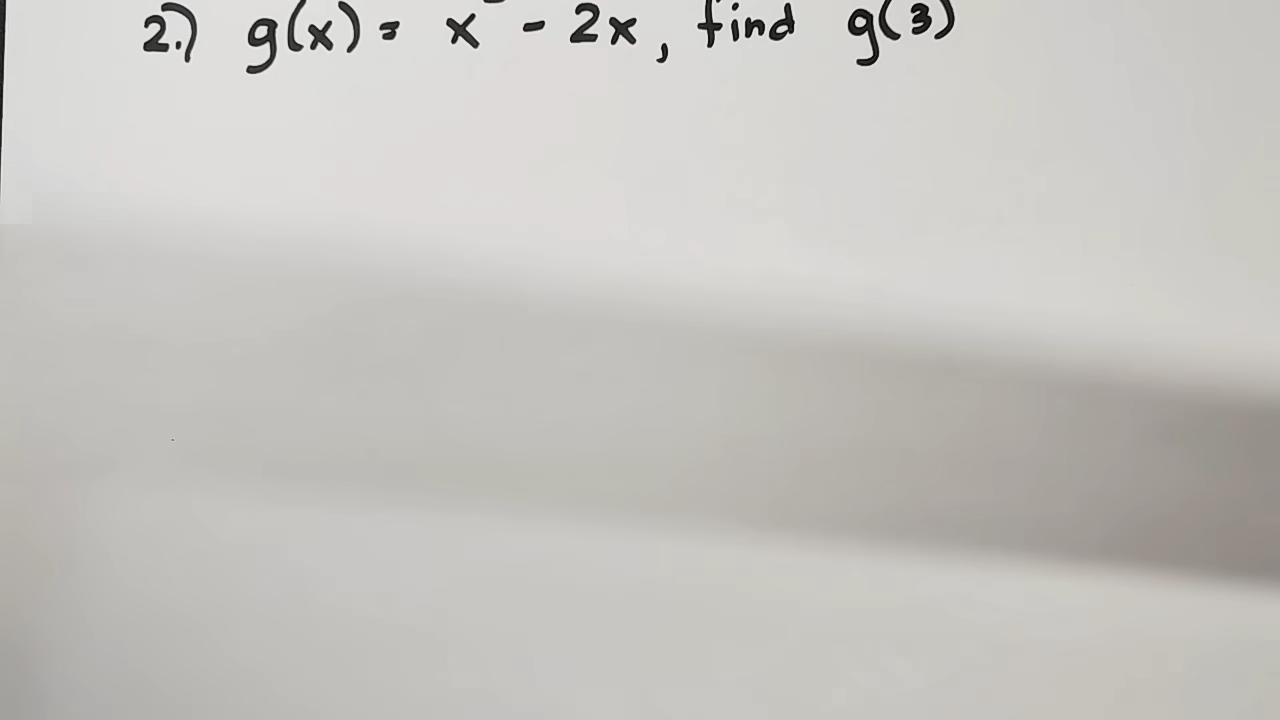 2.) g(x) = x - 2x, find g(3)